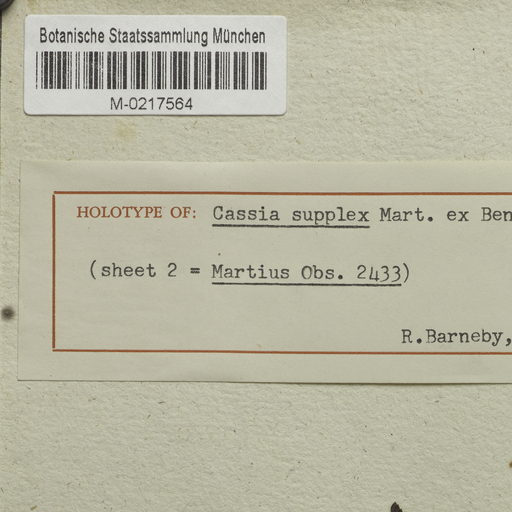 Botanische Staatssammlung München
M-0217564
HOLOTYPE OF: Cassia supplex Mart. ex Ben
(sheet 2 = Martius Obs. 2433)
R.Barneby,